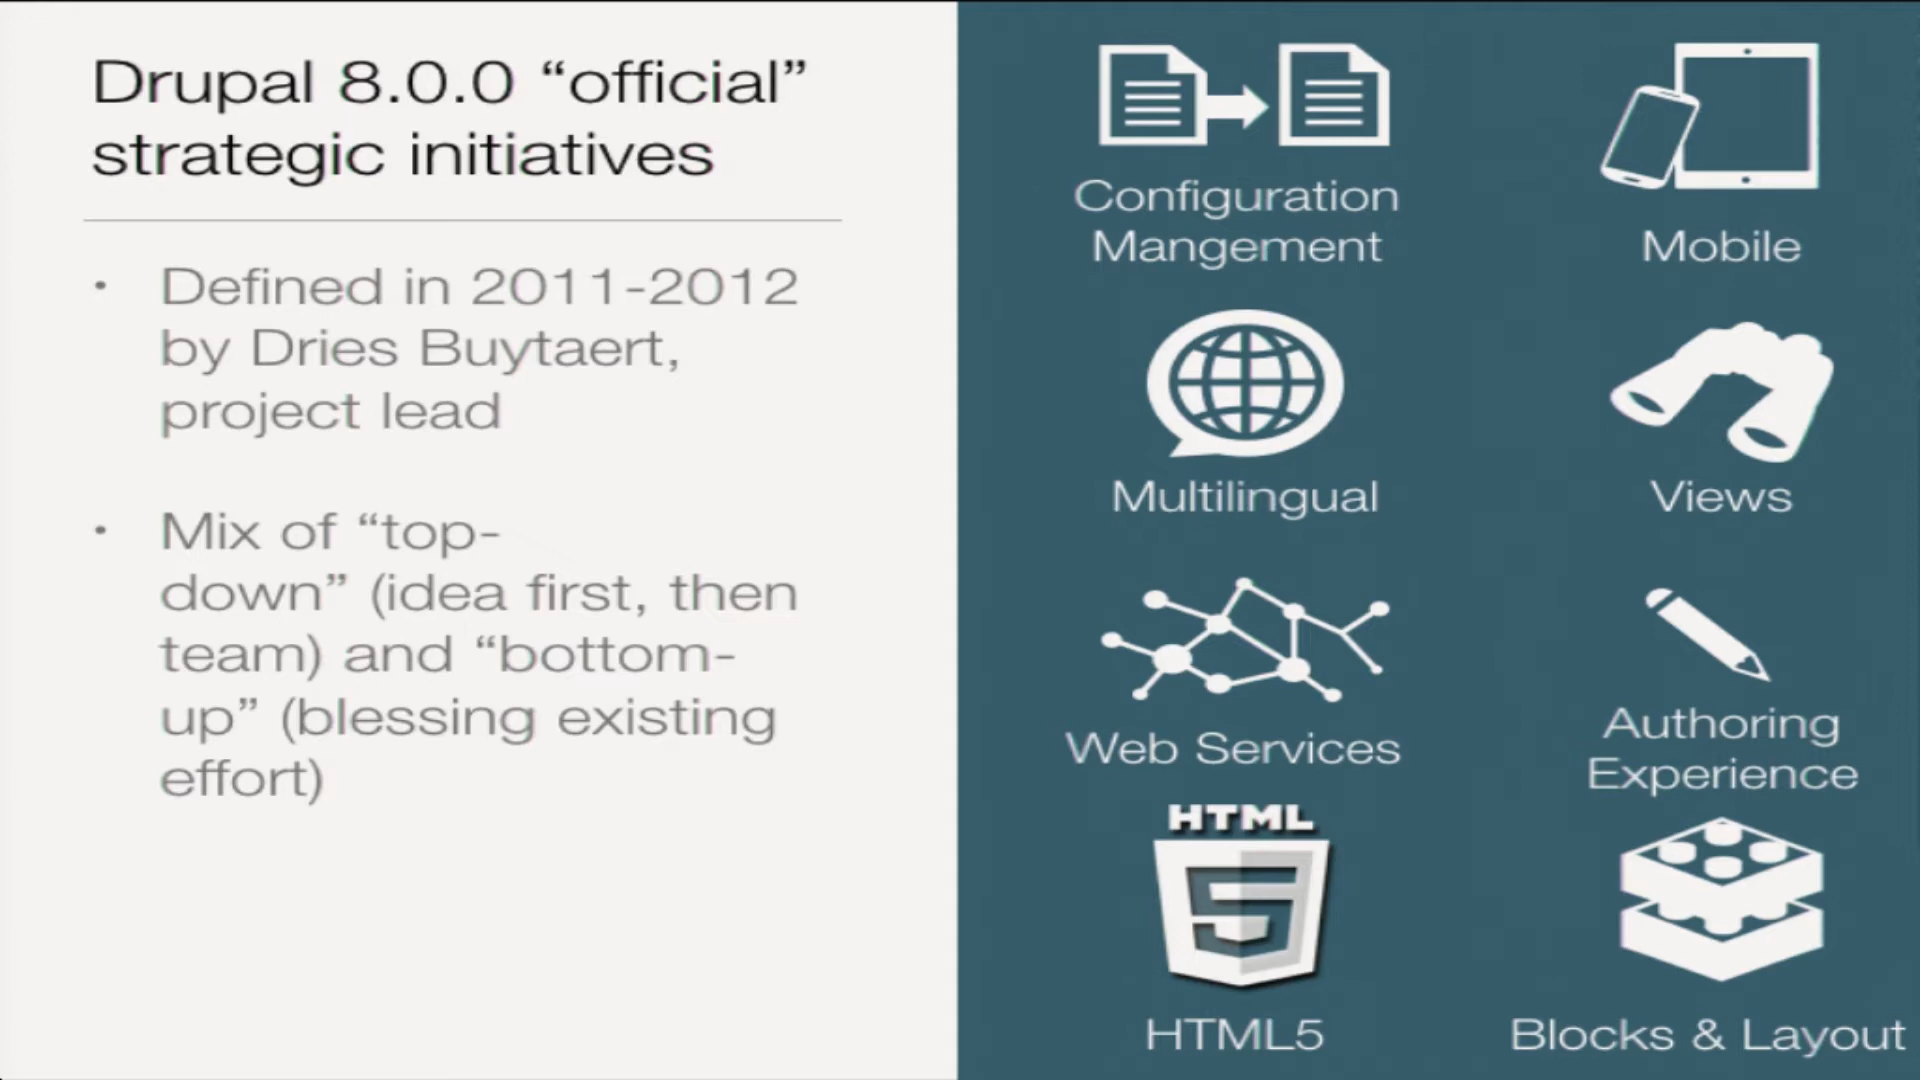 Drupal 8.0.0 “official”
strategic initiatives
• Defined in 2011-2012
by Dries Buytaert,
project lead
• Mix of “top-
down” (idea first, then
team) and “bottom-
up” (blessing existing
effort)
Configuration
Mangement
Mobile
Multilingual
Views
Web Services
Authoring
Experience
HTML
5
HTML5
Blocks & Layout